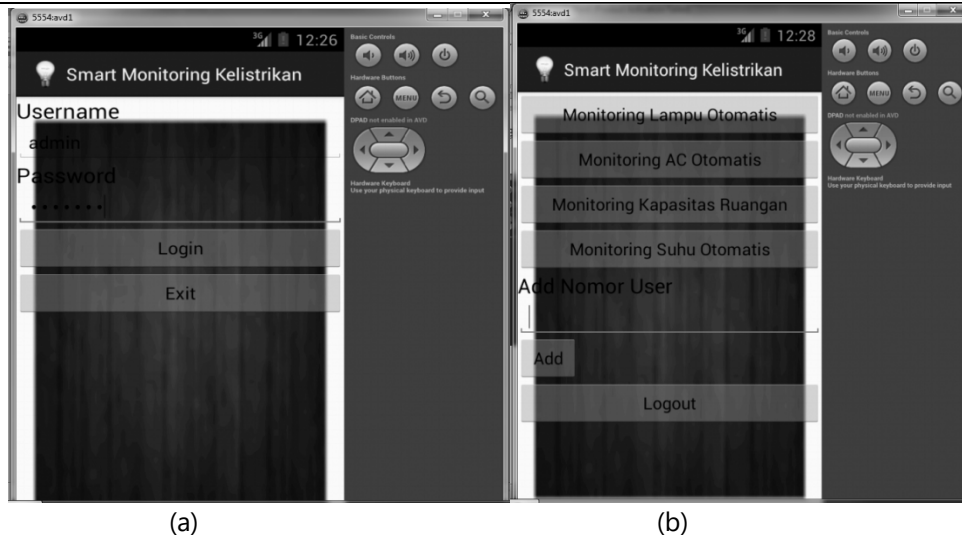 5554:avd1
3G 12:26
Smart Monitoring Kelistrikan
Username
admin
Password
•••••••
Login
Exit
Basic Controls
Hardware Buttons
MENU
DPAD not enabled in AVD
Hardware Keyboard
Use your physical keyboard to provide input
(a)
5554:avd1
3G 12:28
Smart Monitoring Kelistrikan
Monitoring Lampu Otomatis
Monitoring AC Otomatis
Monitoring Kapasitas Ruangan
Monitoring Suhu Otomatis
Add Nomor User
Add
Logout
Basic Controls
Hardware Buttons
MENU
DPAD not enabled in AVD
Hardware Keyboard
Use your physical keyboard to provide input
(b)